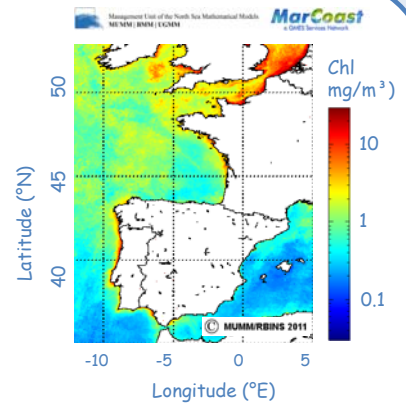 Management Unit of the North Sea Mathematical Models
MUMM | BMM | UGMM
MarCoast
a GMES Services Network
Chl
mg/m³)
10
1
0.1
50
45
40
Latitude (°N)
© MUMM/RBINS 2011
-10 -5 0 5
Longitude (°E)